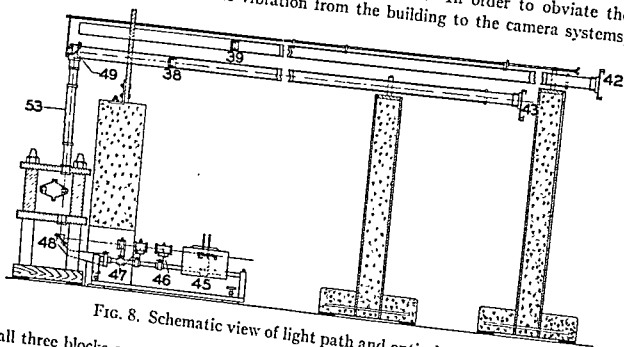 In order to obviate the
vibration from the building to the camera systems,
39
42
49
38
43
53
48
47
46
45
FIG. 8. Schematic view of light path and
all three blocks